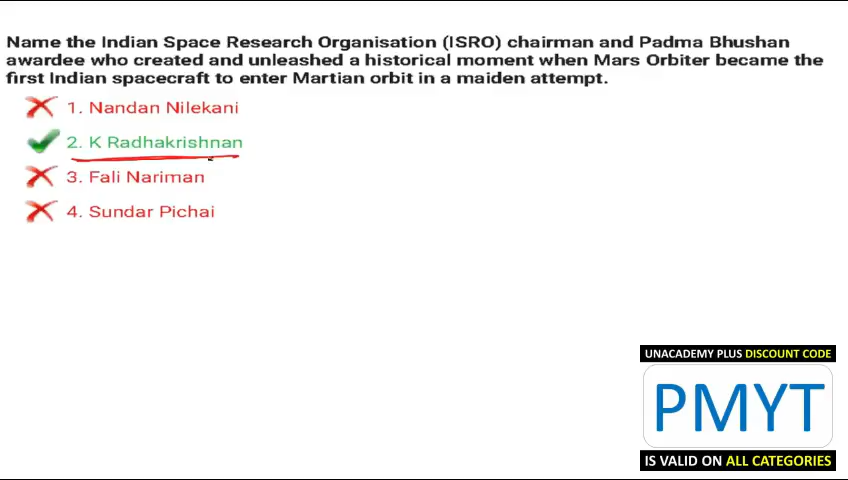 Name the Indian Space Research Organisation (ISRO) chairman and Padma Bhushan
awardee who created and unleashed a historical moment when Mars Orbiter became the
first Indian spacecraft to enter Martian orbit in a maiden attempt.
1. Nandan Nilekani
2. K Radhakrishnan
3. Fali Nariman
4. Sundar Pichai
UNACADEMY PLUS DISCOUNT CODE
PMYT
IS VALID ON ALL CATEGORIES